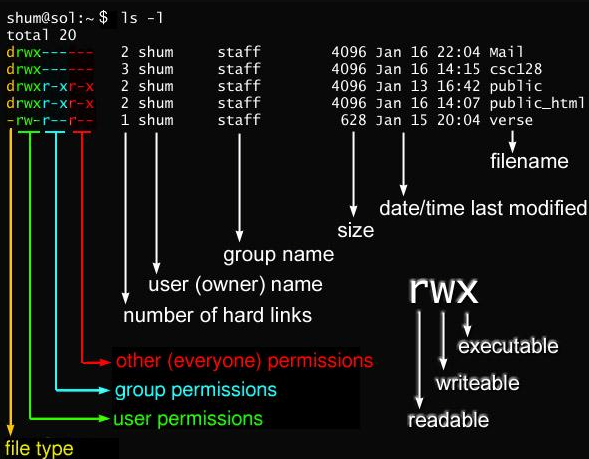 shum@sol:~$ ls -l
total 20
drwx------ 2 shum staff 4096 Jan 16 22:04 Mail
drwx------ 3 shum staff 4096 Jan 16 14:15 csc128
drwxr-xr-x 2 shum staff 4096 Jan 13 16:42 public
drwxr-xr-x 2 shum staff 4096 Jan 16 14:07 public_html
-rw-r--r-- 1 shum staff 628 Jan 15 20:04 verse
filename
date/time last modified
size
group name
user (owner) name
number of hard links
rwx
executable
writeable
readable
other (everyone) permissions
group permissions
user permissions
file type